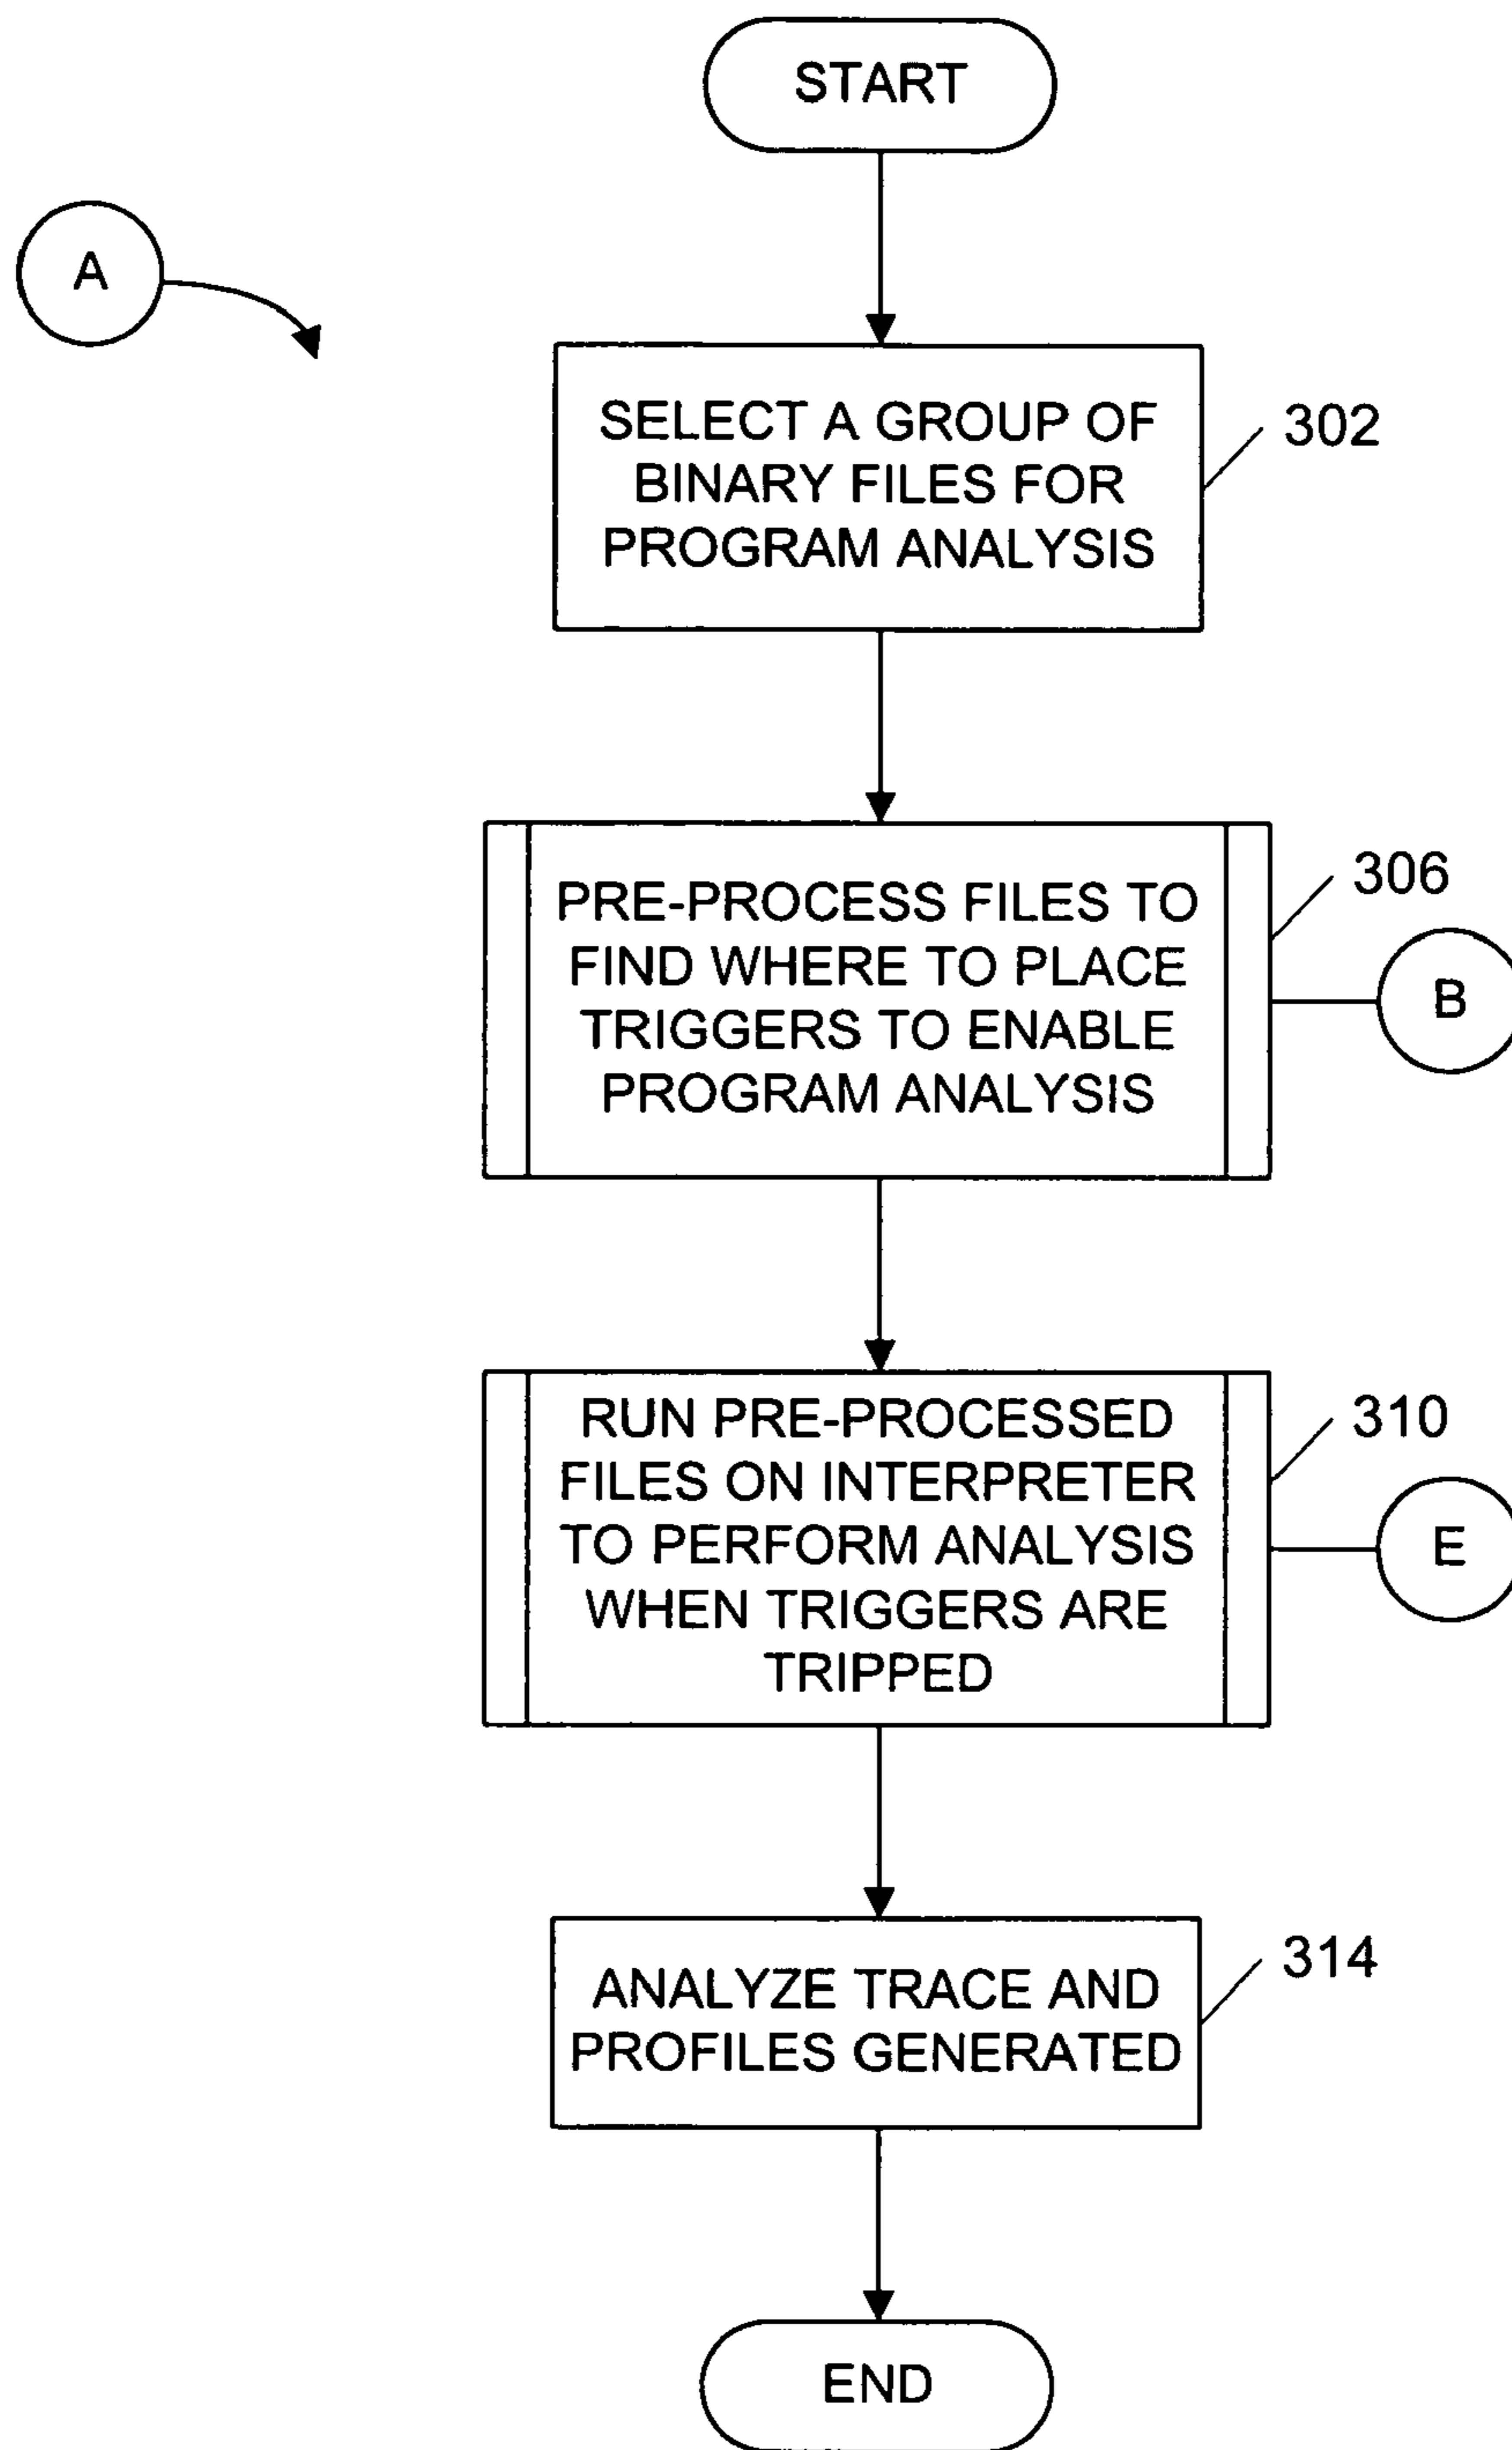 START
A
SELECT A GROUP OF
BINARY FILES FOR
PROGRAM ANALYSIS
302
PRE-PROCESS FILES TO
FIND WHERE TO PLACE
TRIGGERS TO ENABLE
PROGRAM ANALYSIS
306
B
RUN PRE-PROCESSED
FILES ON INTERPRETER
TO PERFORM ANALYSIS
WHEN TRIGGERS ARE
TRIPPED
310
E
ANALYZE TRACE AND
PROFILES GENERATED
314
END